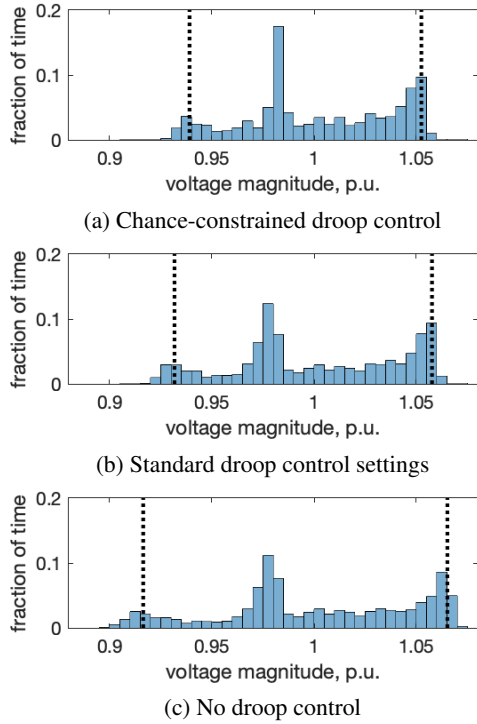 0.2
0.1
0
fraction of time
0.9 0.95 1 1.05
voltage magnitude, p.u.
(a) Chance-constrained droop control
0.2
0.1
0
fraction of time
0.9 0.95 1 1.05
voltage magnitude, p.u.
(b) Standard droop control settings
0.2
0.1
0
fraction of time
0.9 0.95 1 1.05
voltage magnitude, p.u.
(c) No droop control